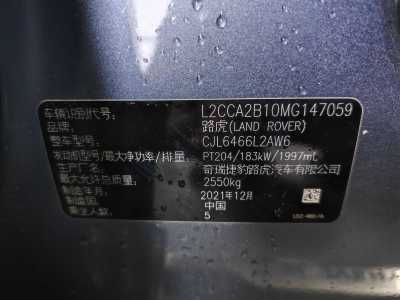 车辆识别代号: L2CCA2B10MG147059
品牌: 路虎(LAND ROVER)
整车型号: CJL6466L2AW6
发动机型号/最大净功率/排量: PT204/183kW/1997mL
生产厂名: 奇瑞捷豹路虎汽车有限公司
最大允许总质量: 2550kg
制造年月: 2021年12月
制造国: 中国
乘坐人数: 5